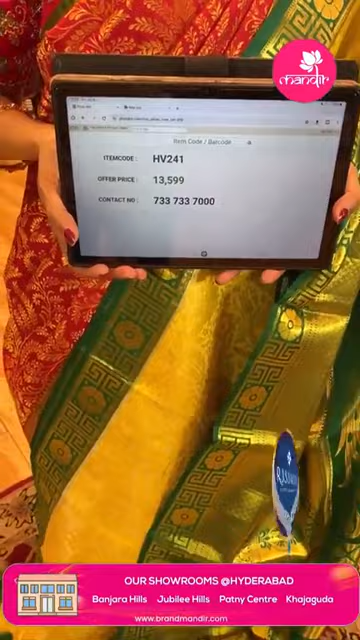 mandir
Item Code / Barcode
ITEMCODE : HV241
OFFER PRICE : 13,599
CONTACT NO : 733 733 7000
OUR SHOWROOMS @HYDERABAD
Banjara Hills Jubilee Hills Patny Centre Khajaguda
www.brandmandir.com